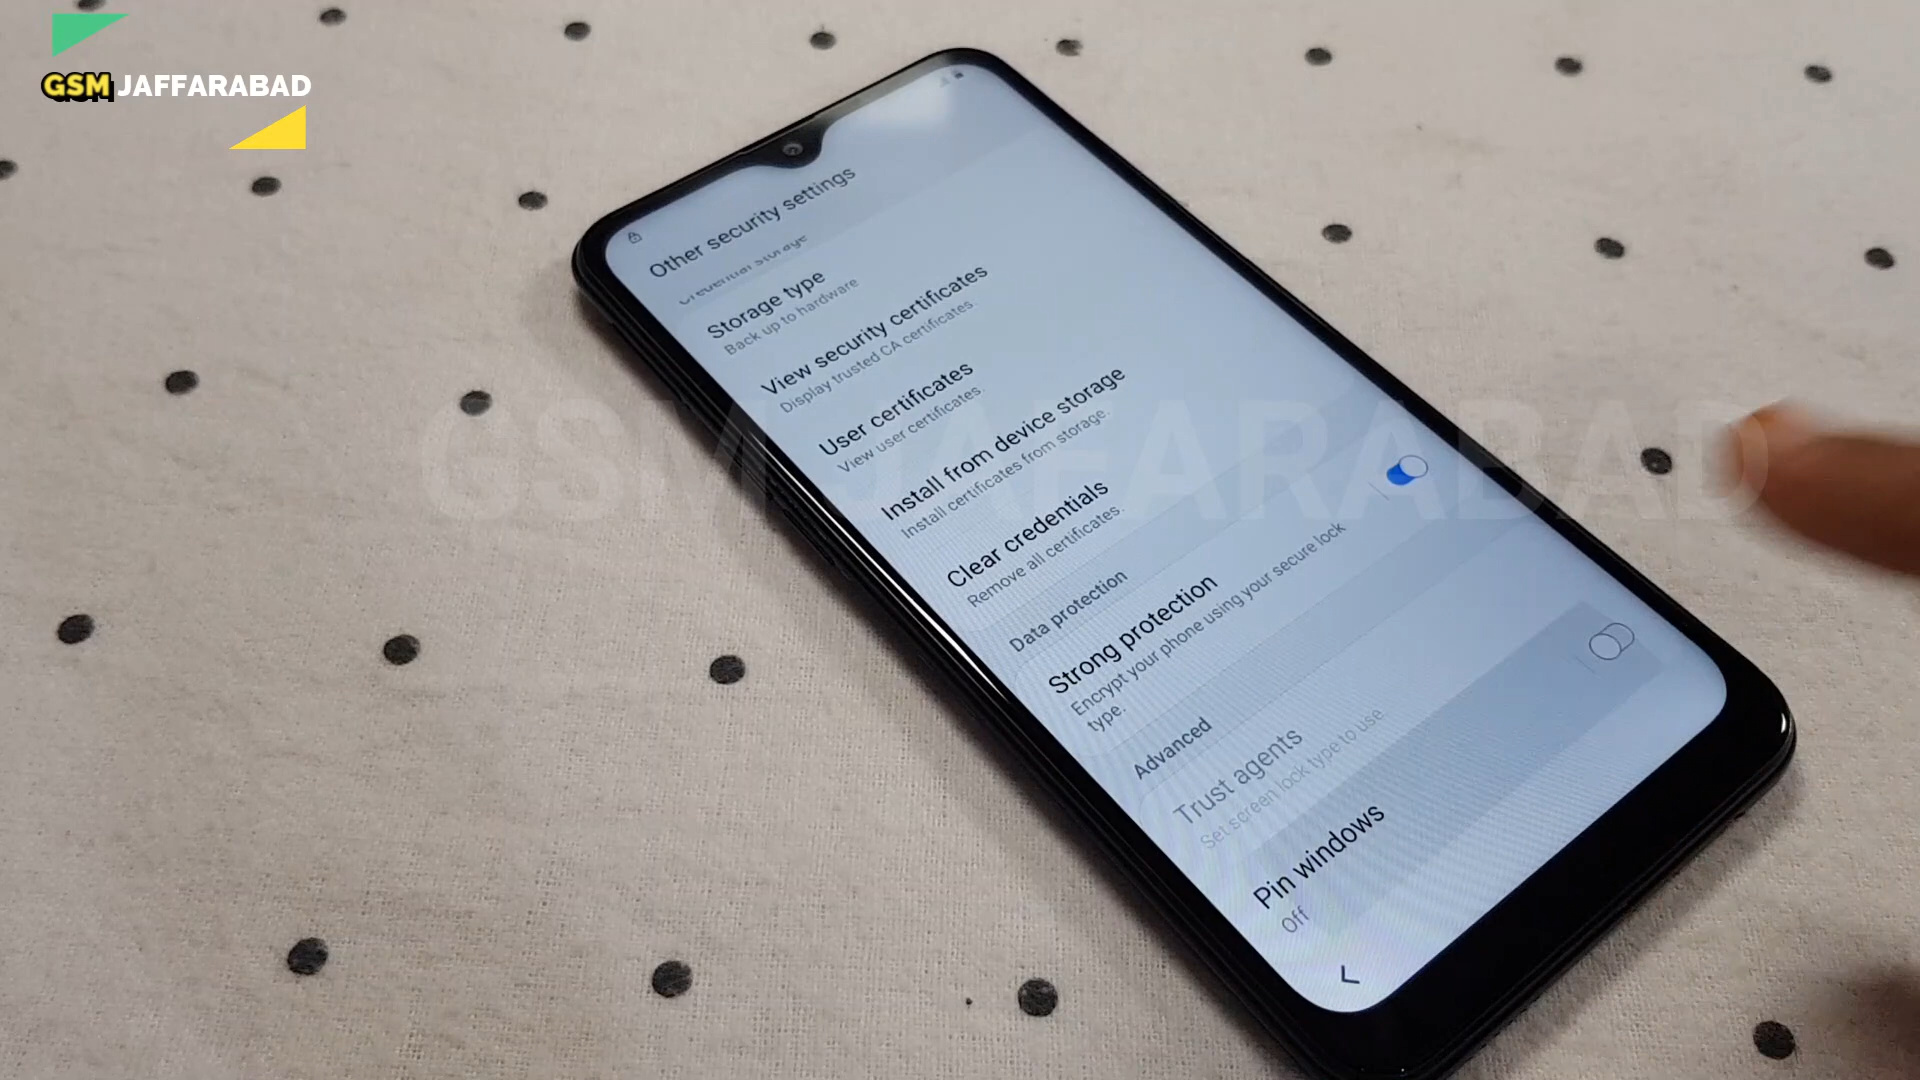 GSM JAFFARABAD
Other security settings
Storage type
Back up to hardware
View security certificates
Display trusted CA certificates.
User certificates
View user certificates.
Install from device storage
Install certificates from storage.
Clear credentials
Remove all certificates.
Data protection
Strong protection
Encrypt your phone using your secure lock
type.
Advanced
Trust agents
Set screen lock type to use
Pin windows
Off